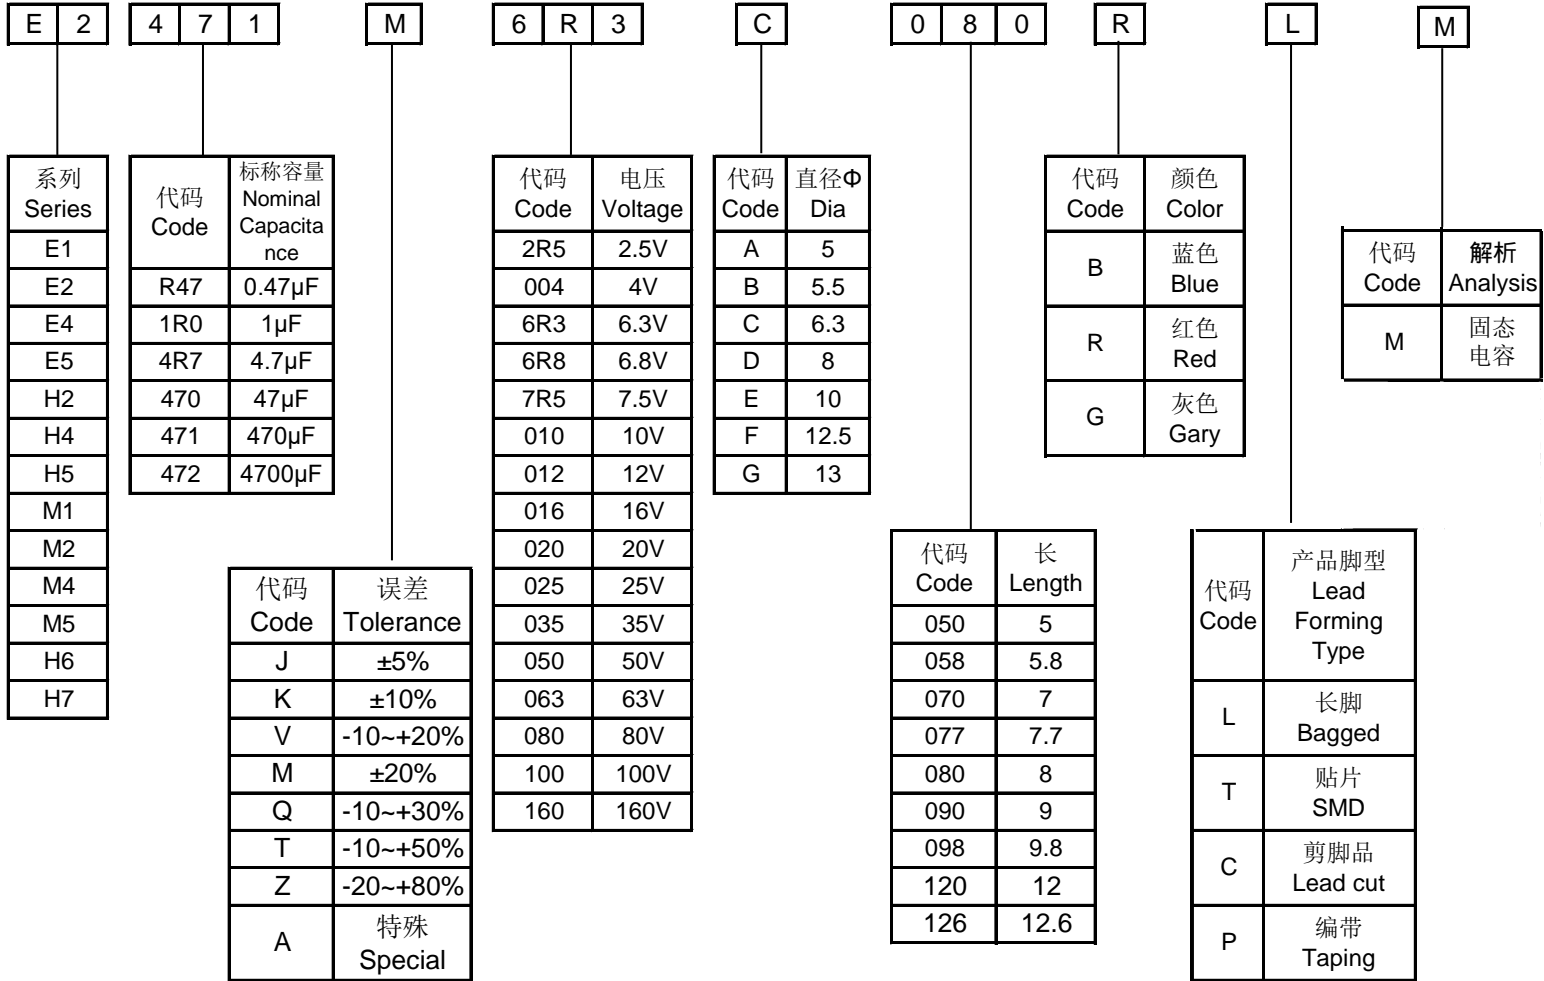 E 2 4 7 1 M 6 R 3 C 0 8 0 R L M
系列
Series
E1
E2
E4
E5
H2
H4
H5
M1
M2
M4
M5
H6
H7
代码
Code
标称容量
Nominal
Capacita
nce
R47 0.47µF
1R0 1µF
4R7 4.7µF
470 47µF
471 470µF
472 4700µF
代码 误差
Code Tolerance
J ±5%
K ±10%
V -10~+20%
M ±20%
Q -10~+30%
T -10~+50%
Z -20~+80%
A
特殊
Special
代码 电压
Code Voltage
2R5 2.5V
004 4V
6R3 6.3V
6R8 6.8V
7R5 7.5V
010 10V
012 12V
016 16V
020 20V
025 25V
035 35V
050 50V
063 63V
080 80V
100 100V
160 160V
代码 直径Φ
Code Dia
A 5
B 5.5
C 6.3
D 8
E 10
F 12.5
G 13
代码 长
Code Length
050 5
058 5.8
070 7
077 7.7
080 8
090 9
098 9.8
120 12
126 12.6
代码 颜色
Code Color
B
蓝色
Blue
R
红色
Red
G
灰色
Gary
代码
Code
产品脚型
Lead
Forming
Type
L
长脚
Bagged
T
贴片
SMD
C
剪脚品
Lead cut
P
编带
Taping
代码 解析
Code Analysis
M
固态
电容